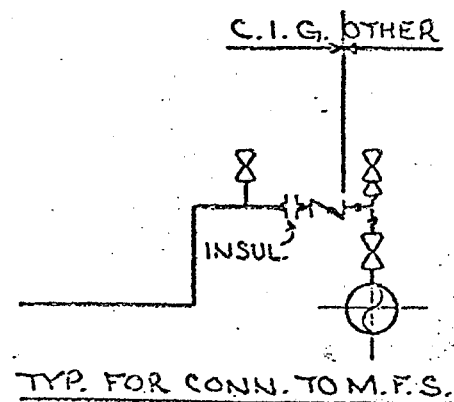 C.I.G. OTHER
INSUL.
TYP. FOR CONN. TO M.F.S.